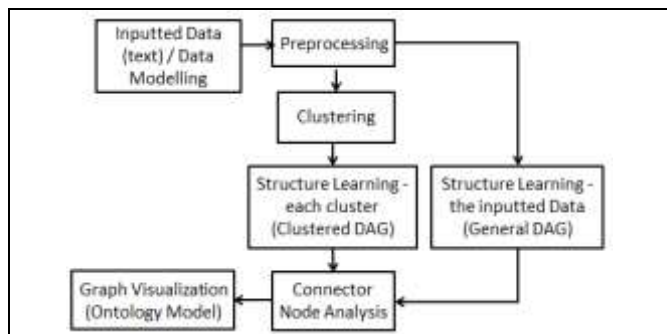 Inputted Data
(text) / Data
Modelling
Preprocessing
Clustering
Structure Learning -
each cluster
(Clustered DAG)
Structure Learning -
the inputted Data
(General DAG)
Graph Visualization
(Ontology Model)
Connector
Node Analysis